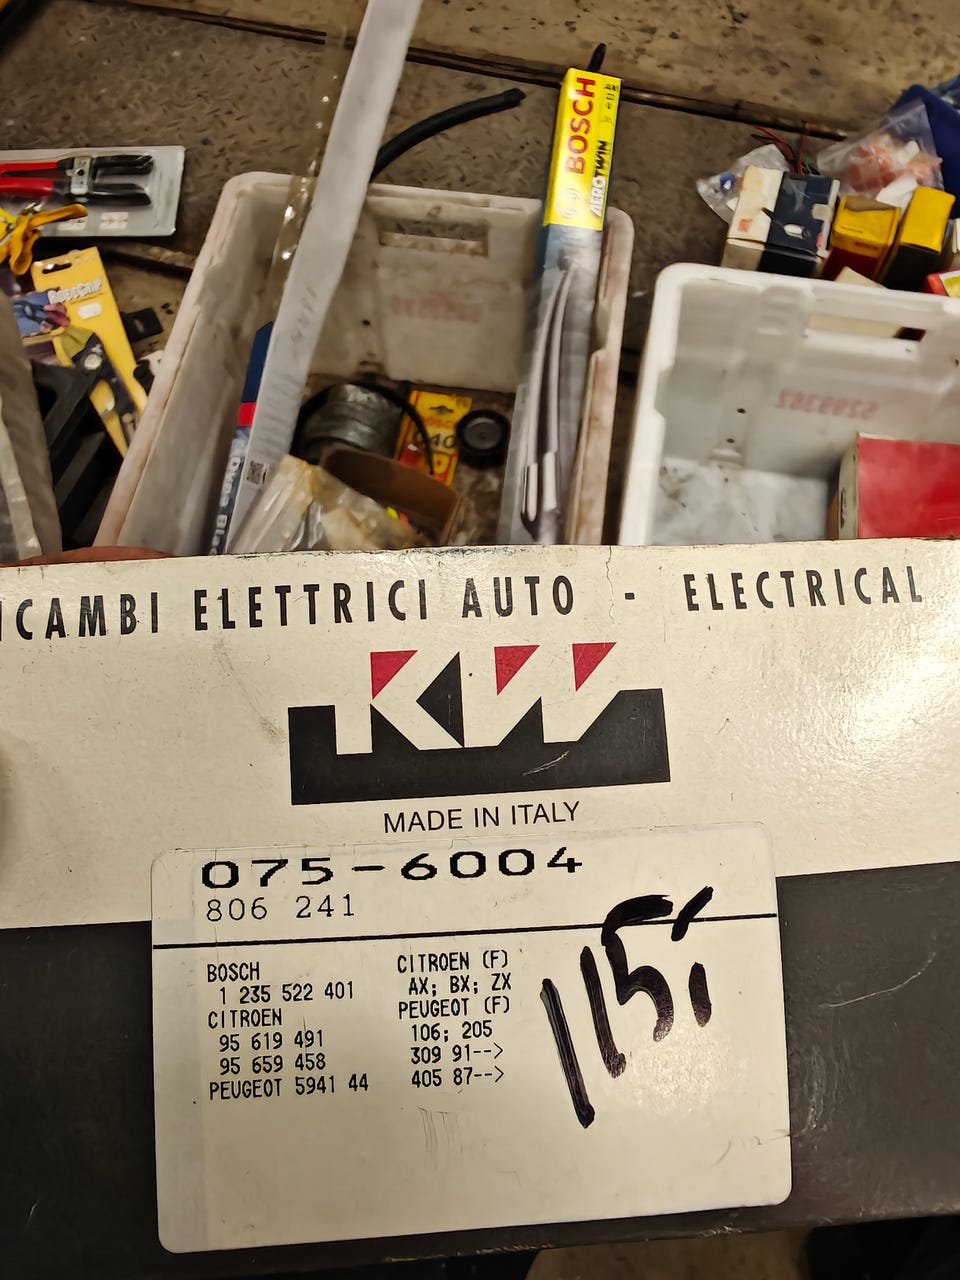 BOSCH
AEROTWIN
ICAMBI ELETTRICI AUTO - ELECTRICAL
KW
MADE IN ITALY
075-6004
806 241
BOSCH
1 235 522 401
CITROEN
95 619 491
95 659 458
PEUGEOT 5941 44
CITROEN (F)
AX; BX; ZX
PEUGEOT (F)
106; 205
309 91-->
405 87-->